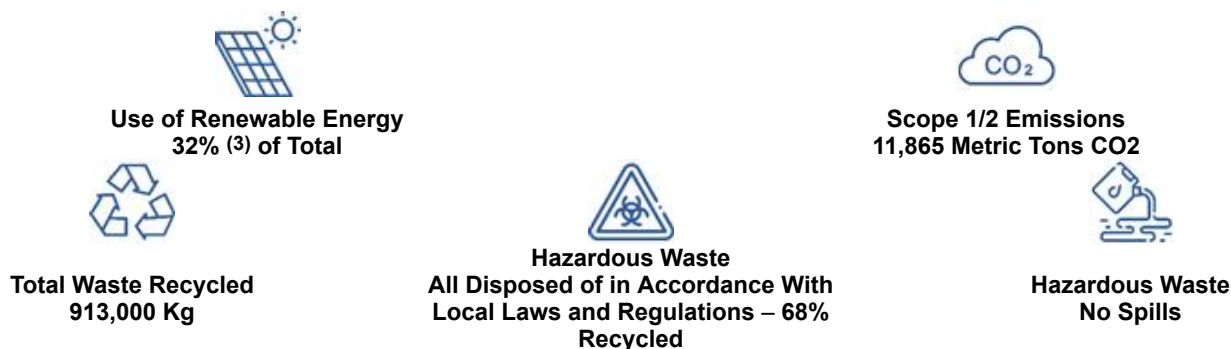 CO₂
Use of Renewable Energy
32% (3) of Total
Scope 1/2 Emissions
11,865 Metric Tons CO2
Total Waste Recycled
913,000 Kg
Hazardous Waste
All Disposed of in Accordance With
Local Laws and Regulations – 68%
Recycled
Hazardous Waste
No Spills